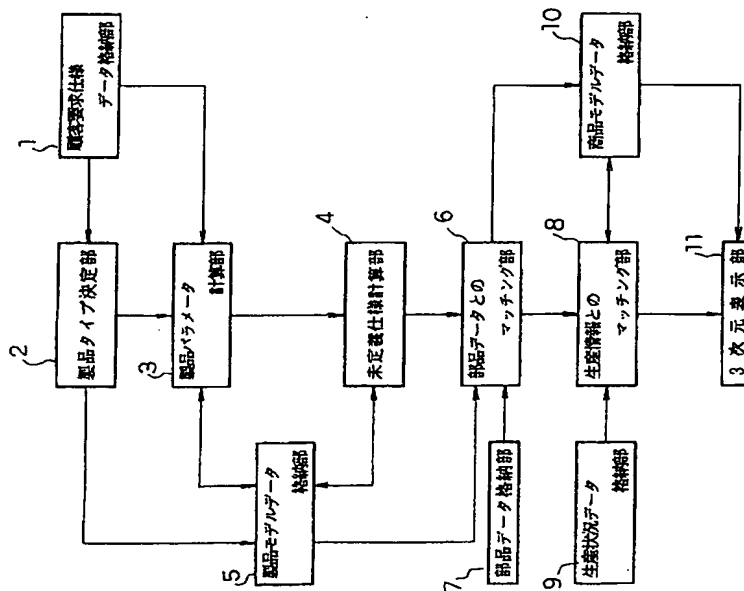 1
顧客要求仕様
データ格納部
2
製品タイプ決定部
3
製品パラメータ
計算部
4
未定義仕様計算部
5
製品モデルデータ
格納部
6
部品データとの
マッチング部
7
部品データ格納部
8
生産情報との
マッチング部
9
生産状況データ
格納部
10
商品モデルデータ
格納部
11
3次元表示部